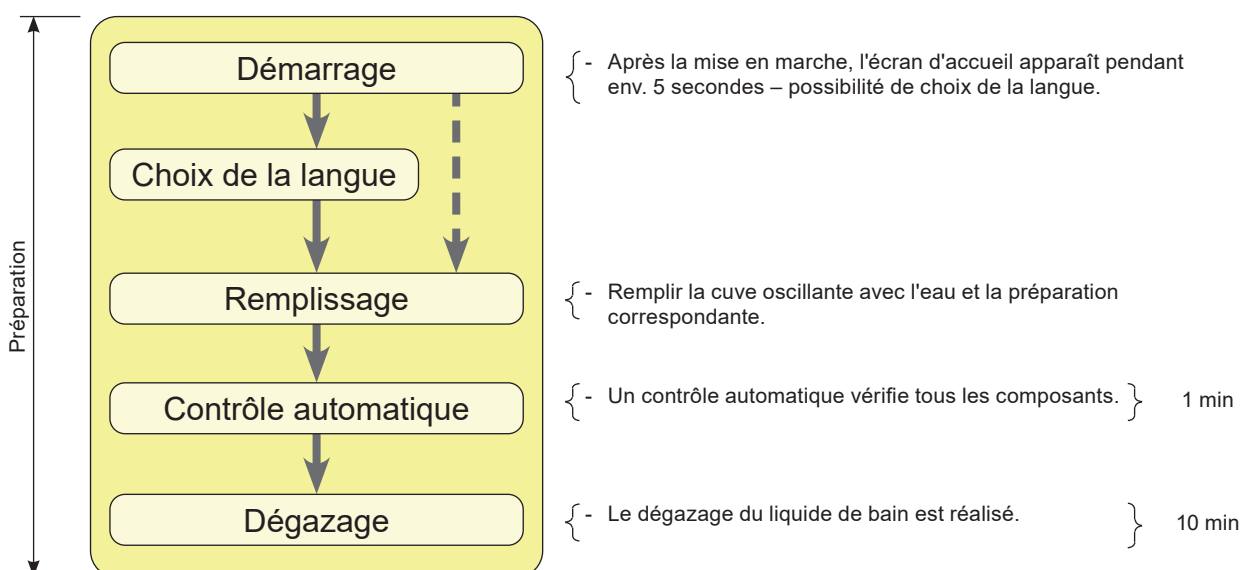 Préparation
Démarrage
- Après la mise en marche, l'écran d'accueil apparaît pendant
env. 5 secondes – possibilité de choix de la langue.
Choix de la langue
Remplissage
- Remplir la cuve oscillante avec l'eau et la préparation
correspondante.
Contrôle automatique
- Un contrôle automatique vérifie tous les composants.
1 min
Dégazage
- Le dégazage du liquide de bain est réalisé.
10 min